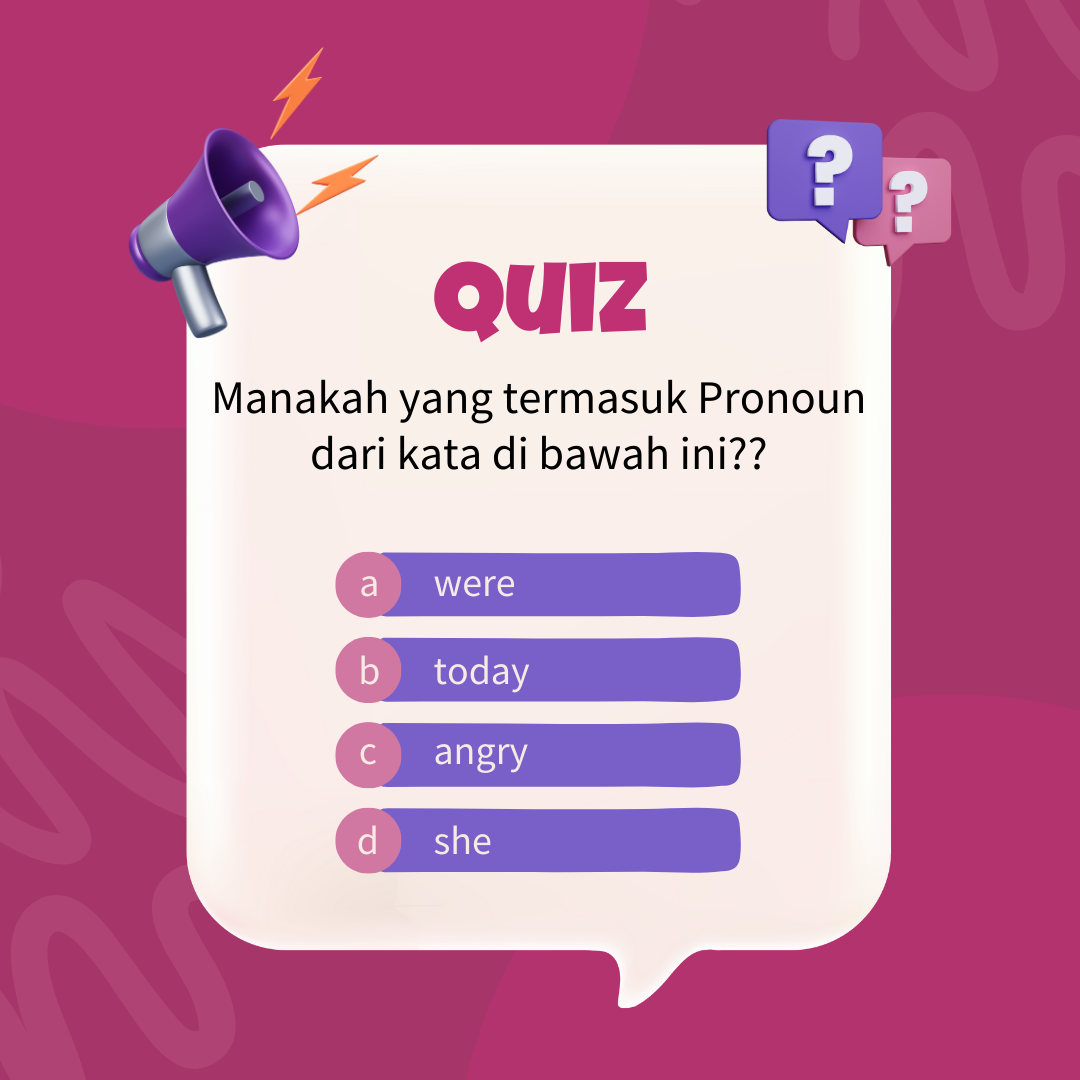 ?
?
QUIZ
Manakah yang termasuk Pronoun
dari kata di bawah ini??
a were
b today
c angry
d she